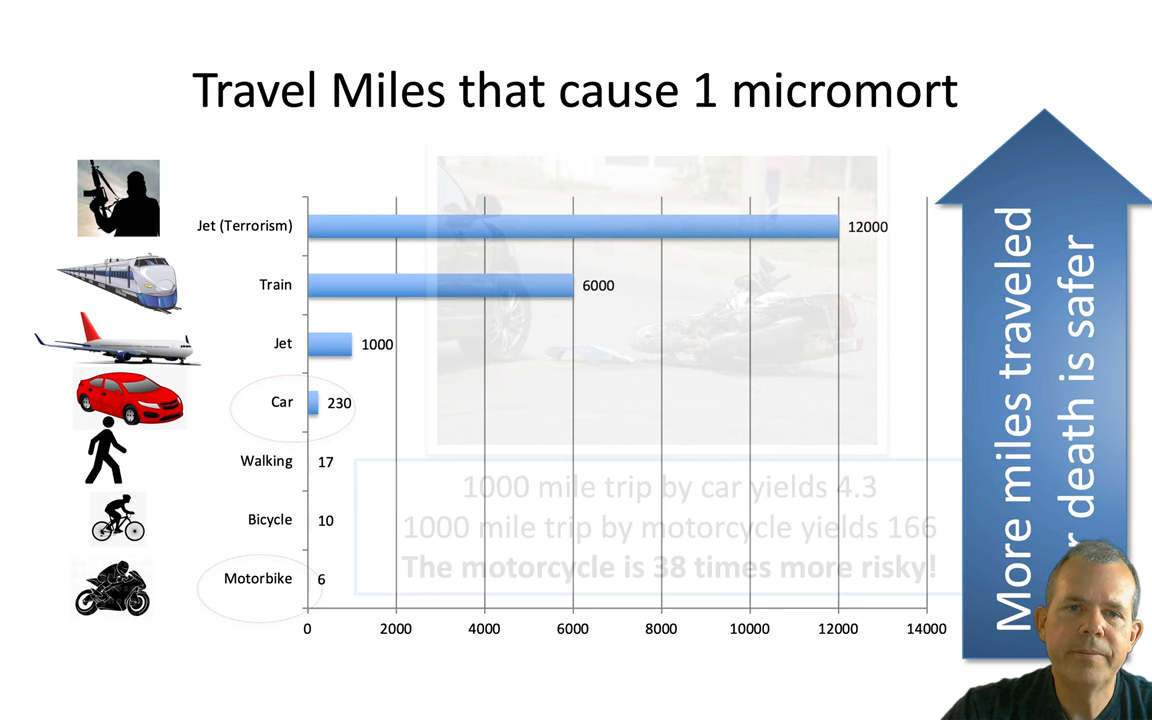 Travel Miles that cause 1 micromort
Jet (Terrorism) 12000
Train 6000
Jet 1000
Car 230
Walking 17
Bicycle 10
Motorbike 6
0 2000 4000 6000 8000 10000 12000 14000
1000 mile trip by car yields 4.3
1000 mile trip by motorcycle yields 166
The motorcycle is 38 times more risky!
More miles traveled
death is safer